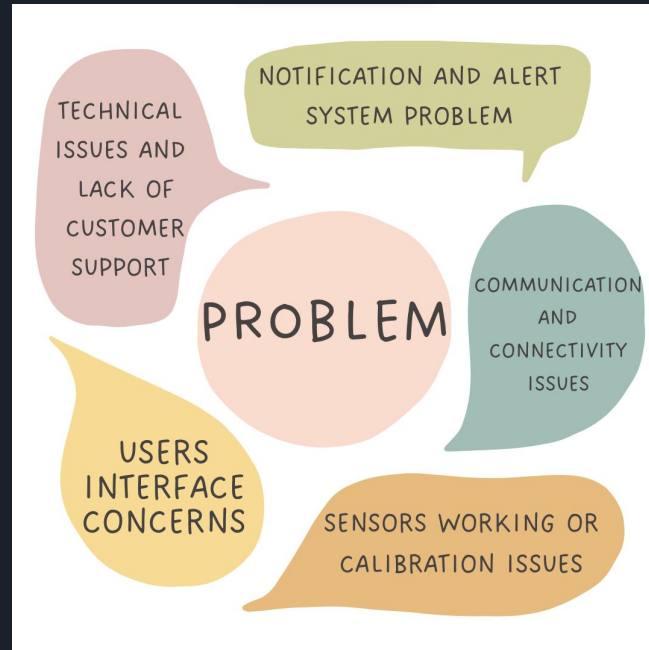 TECHNICAL
ISSUES AND
LACK OF
CUSTOMER
SUPPORT
NOTIFICATION AND ALERT
SYSTEM PROBLEM
PROBLEM
COMMUNICATION
AND
CONNECTIVITY
ISSUES
USERS
INTERFACE
CONCERNS
SENSORS WORKING OR
CALIBRATION ISSUES